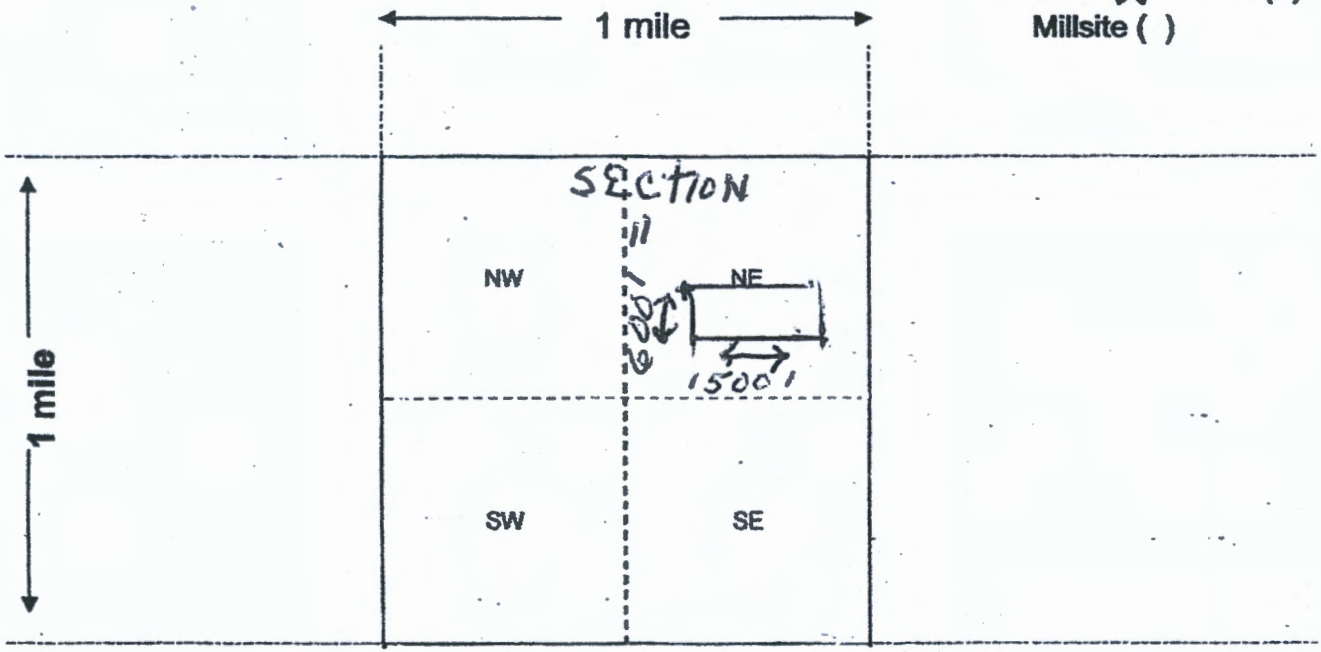 1 mile
Millsite ( )
SECTION
11
NW
NE
600'
1500'
1 mile
SW
SE